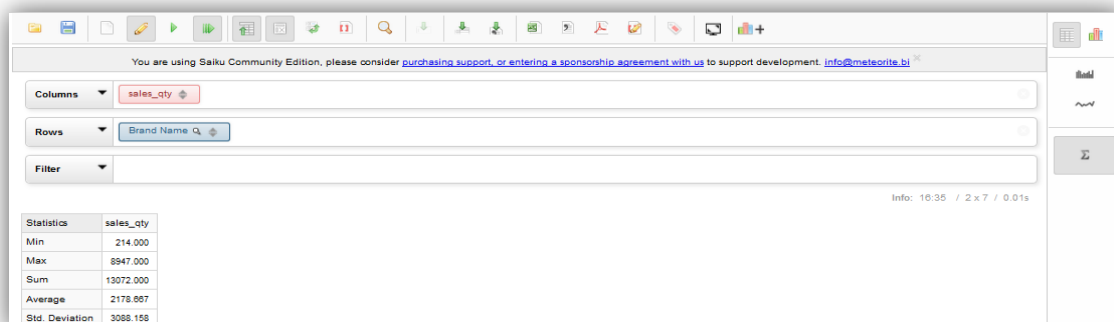 You are using Saiku Community Edition, please consider purchasing support, or entering a sponsorship agreement with us to support development. info@meteorite.bi
Columns sales_qty
Rows Brand Name
Filter
Info: 16:35 / 2 x 7 / 0.01s
Statistics sales_qty
Min 214.000
Max 8947.000
Sum 13072.000
Average 2178.667
Std. Deviation 3088.158